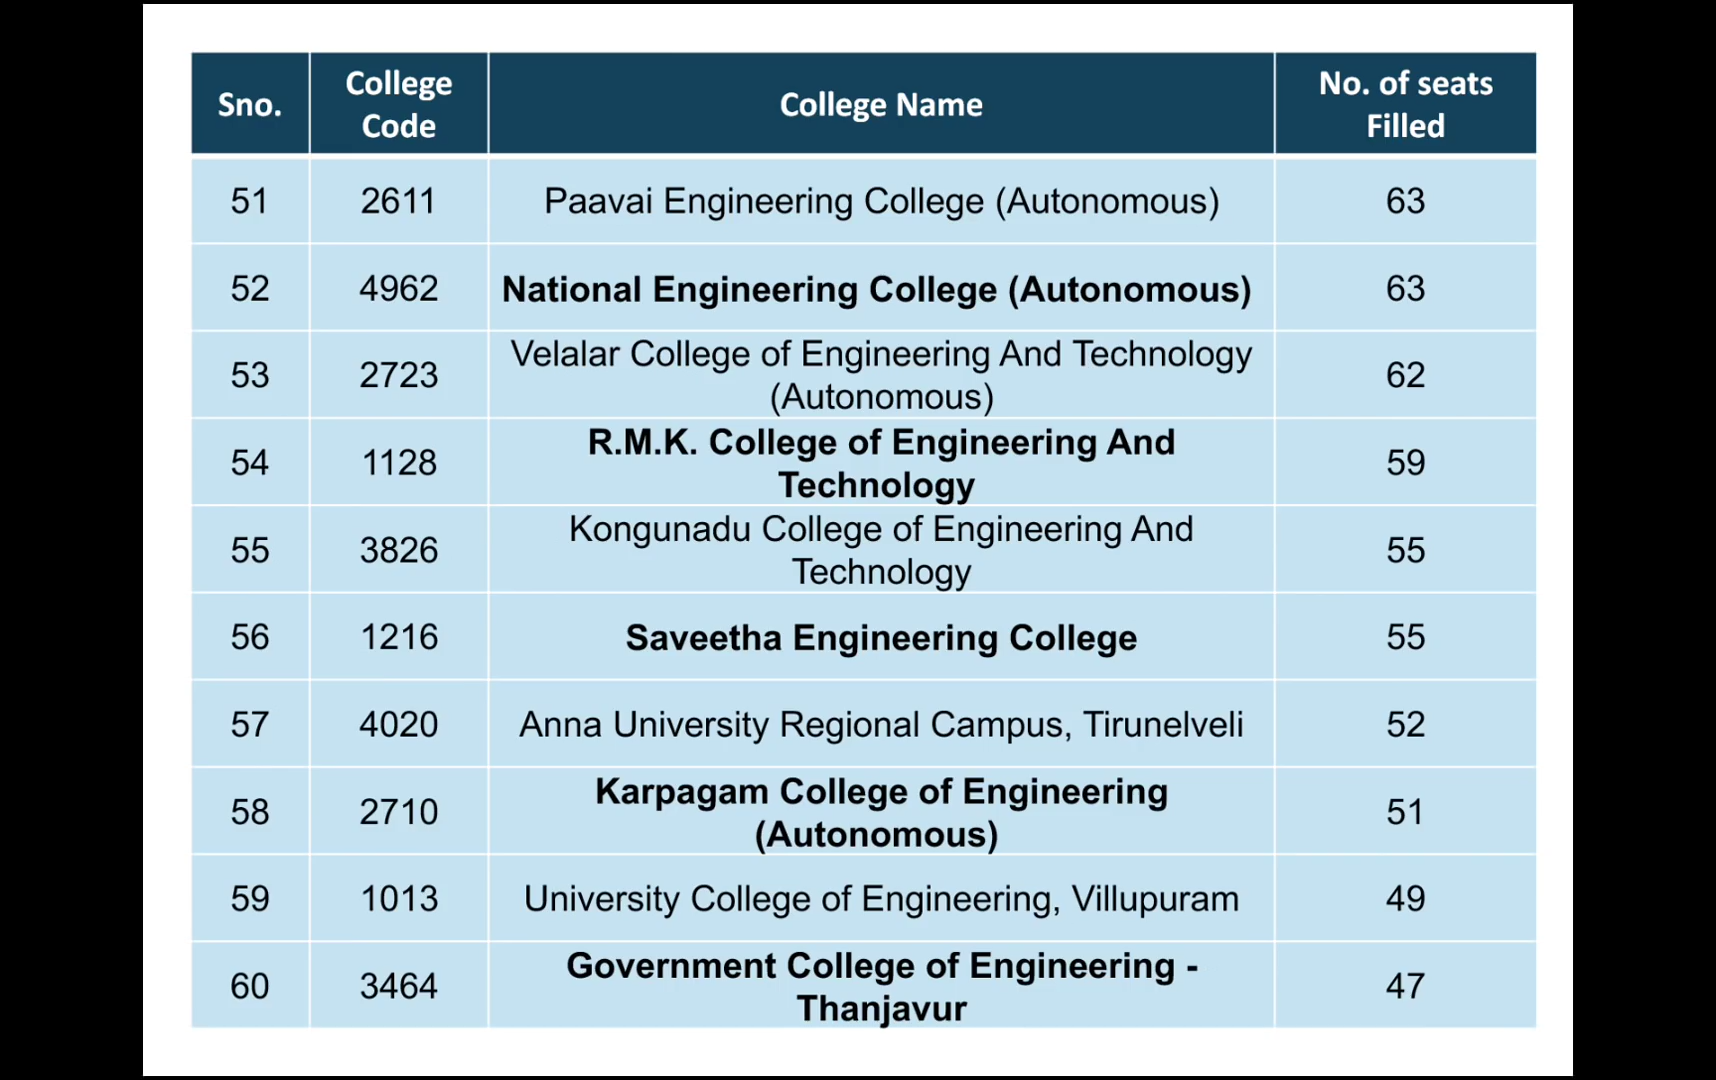 Sno.
College
Code
College Name
No. of seats
Filled
51
2611
Paavai Engineering College (Autonomous)
63
52
4962
National Engineering College (Autonomous)
63
53
2723
Velalar College of Engineering And Technology
(Autonomous)
62
54
1128
R.M.K. College of Engineering And
Technology
59
55
3826
Kongunadu College of Engineering And
Technology
55
56
1216
Saveetha Engineering College
55
57
4020
Anna University Regional Campus, Tirunelveli
52
58
2710
Karpagam College of Engineering
(Autonomous)
51
59
1013
University College of Engineering, Villupuram
49
60
3464
Government College of Engineering -
Thanjavur
47